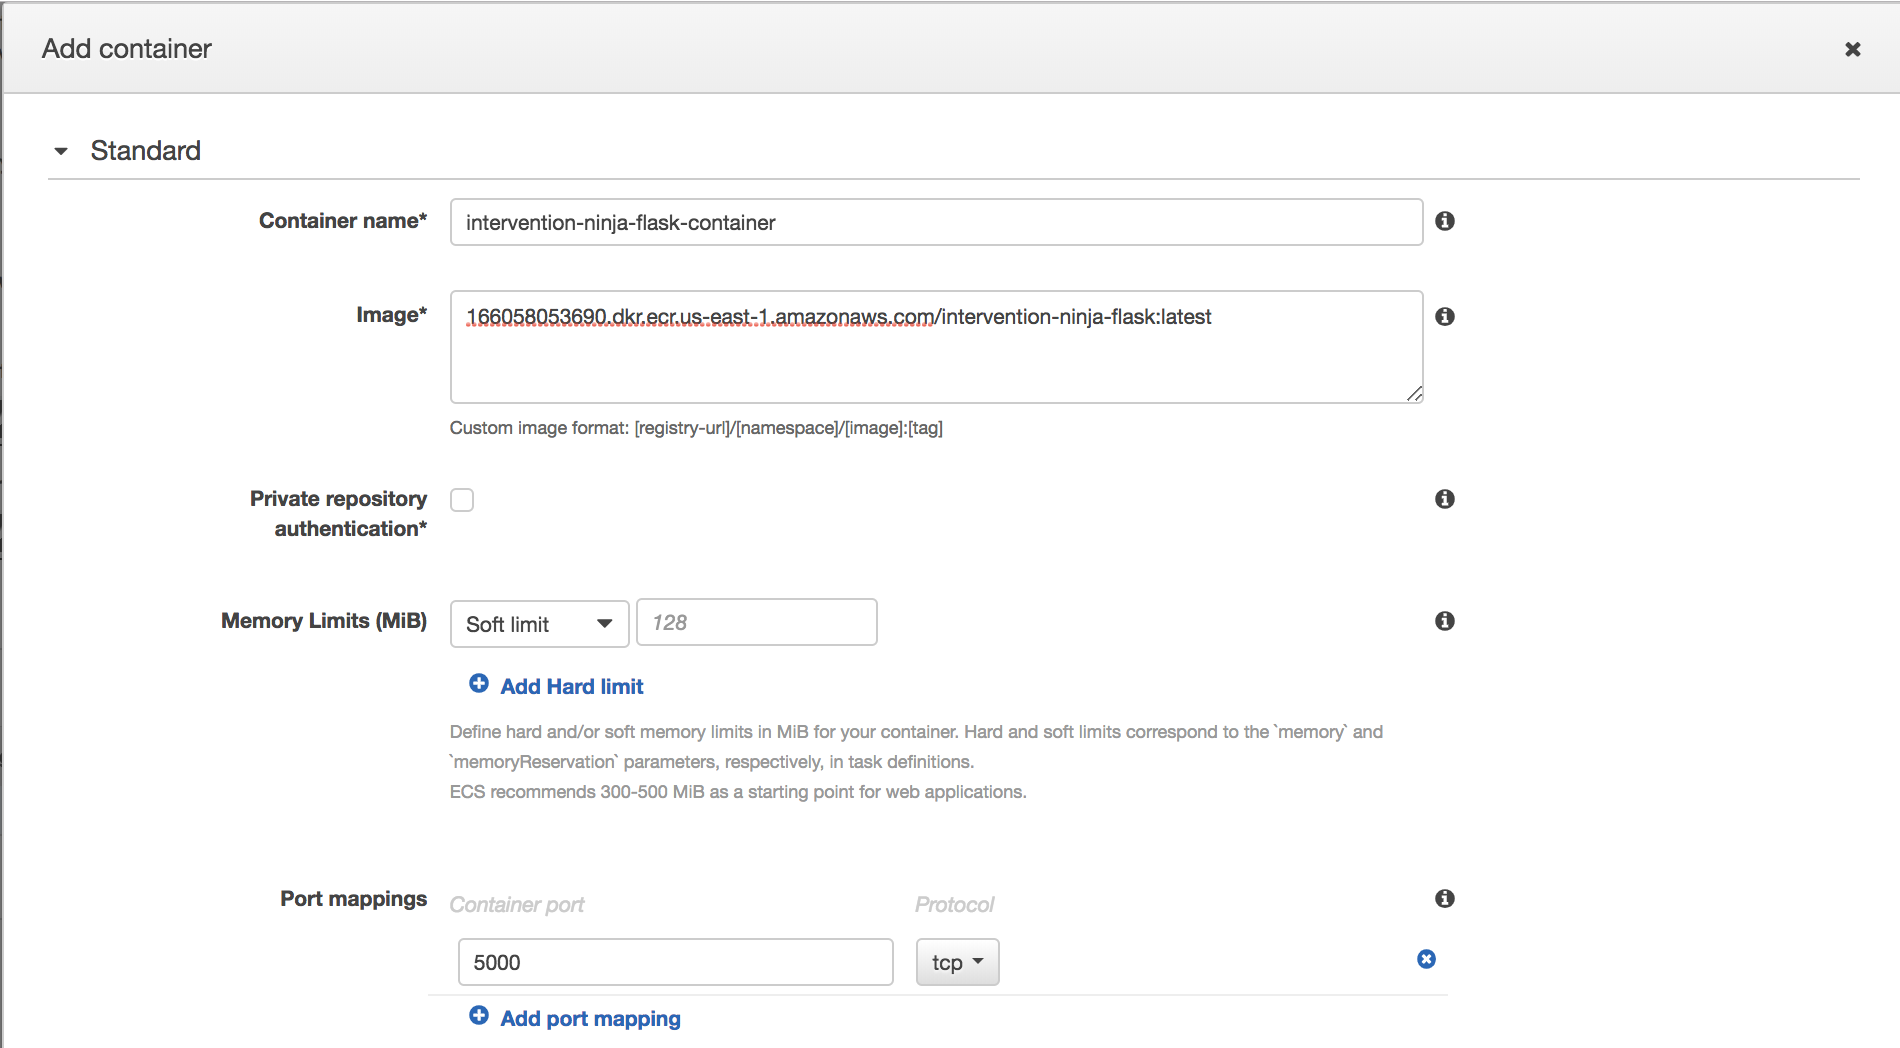 Add container
Standard
Container name*
intervention-ninja-flask-container
Image*
166058053690.dkr.ecr.us-east-1.amazonaws.com/intervention-ninja-flask:latest
Custom image format: [registry-url]/[namespace]/[image]:[tag]
Private repository
authentication*
Memory Limits (MiB)
Soft limit
128
Add Hard limit
Define hard and/or soft memory limits in MiB for your container. Hard and soft limits correspond to the `memory` and
`memoryReservation` parameters, respectively, in task definitions.
ECS recommends 300-500 MiB as a starting point for web applications.
Port mappings
Container port
Protocol
5000
tcp
Add port mapping